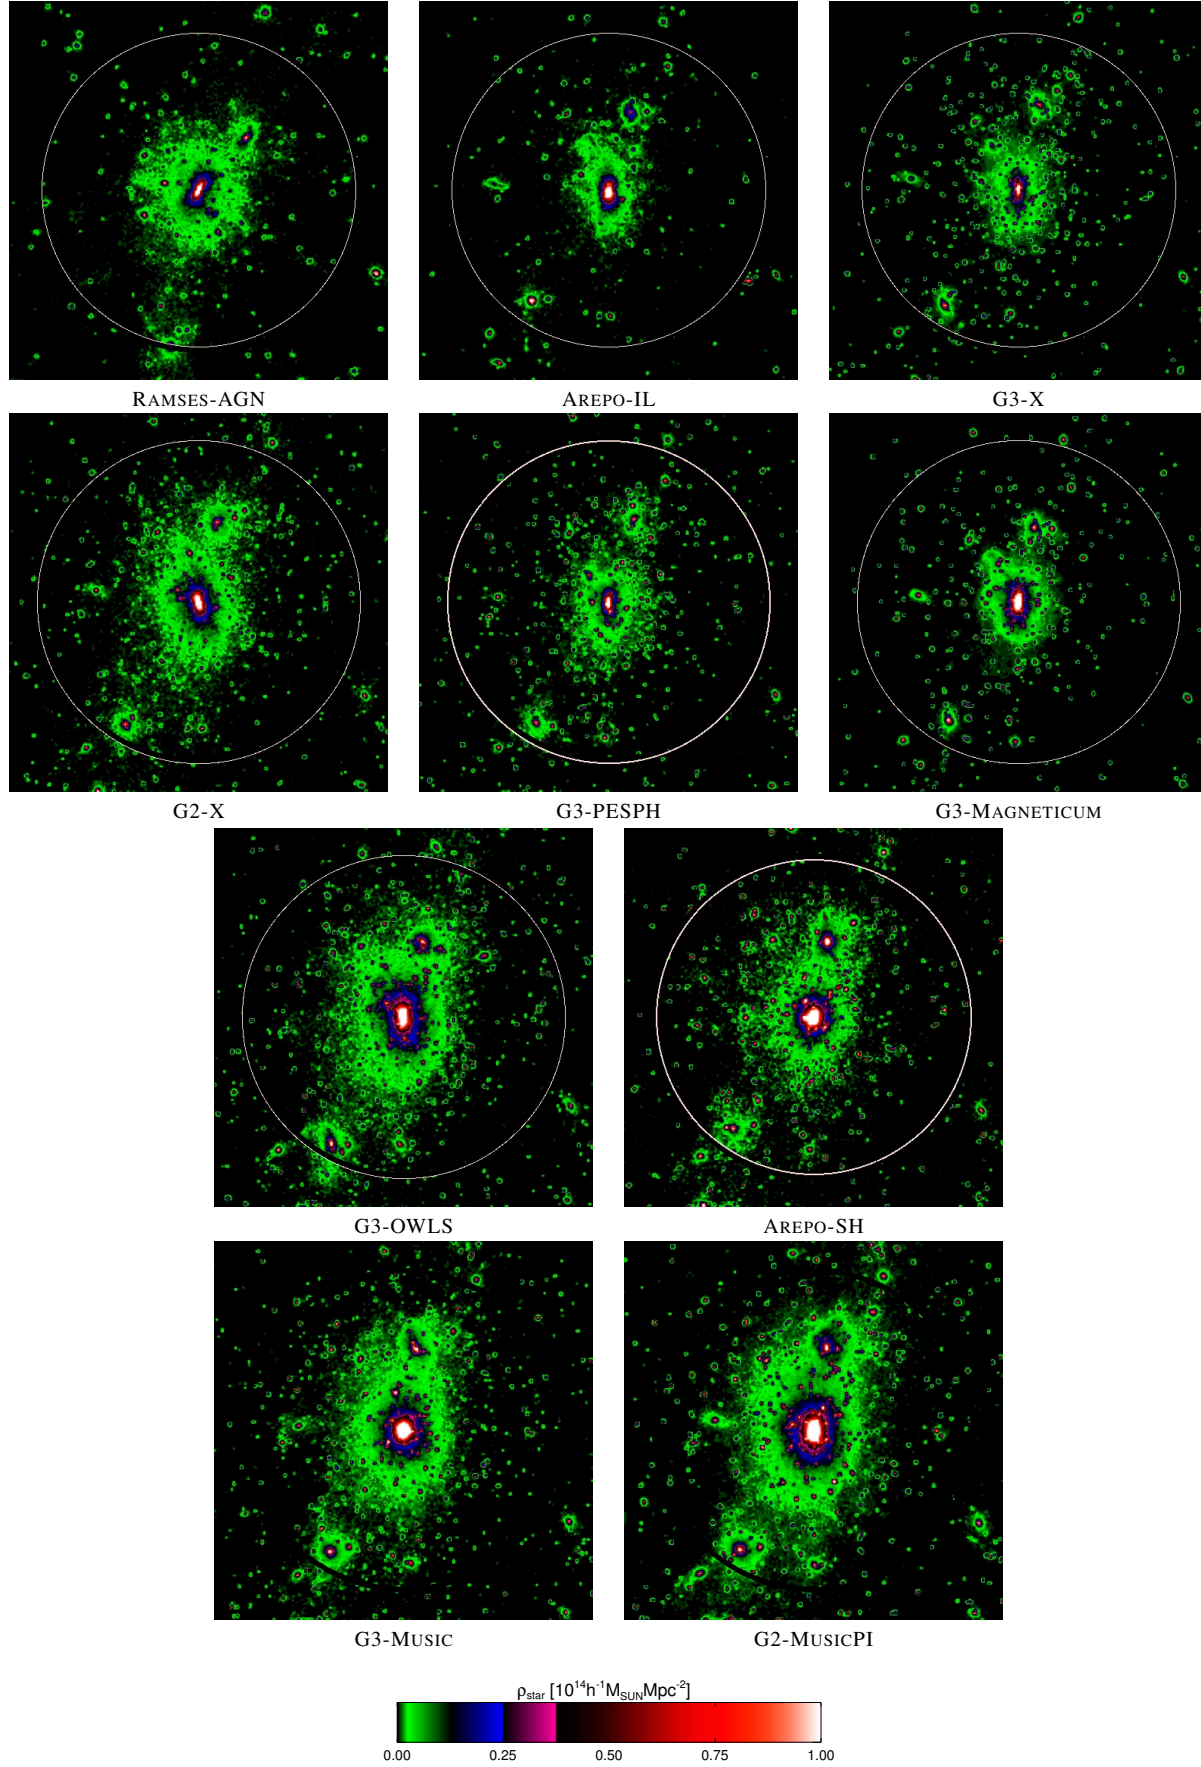 RAMSES-AGN AREPO-IL G3-X
G2-X G3-PESPH G3-MAGNETICUM
G3-OWLS AREPO-SH
G3-MUSIC G2-MUSICPI
ρstar [10¹⁴h⁻¹MSUNMpc⁻²]
0.00 0.25 0.50 0.75 1.00